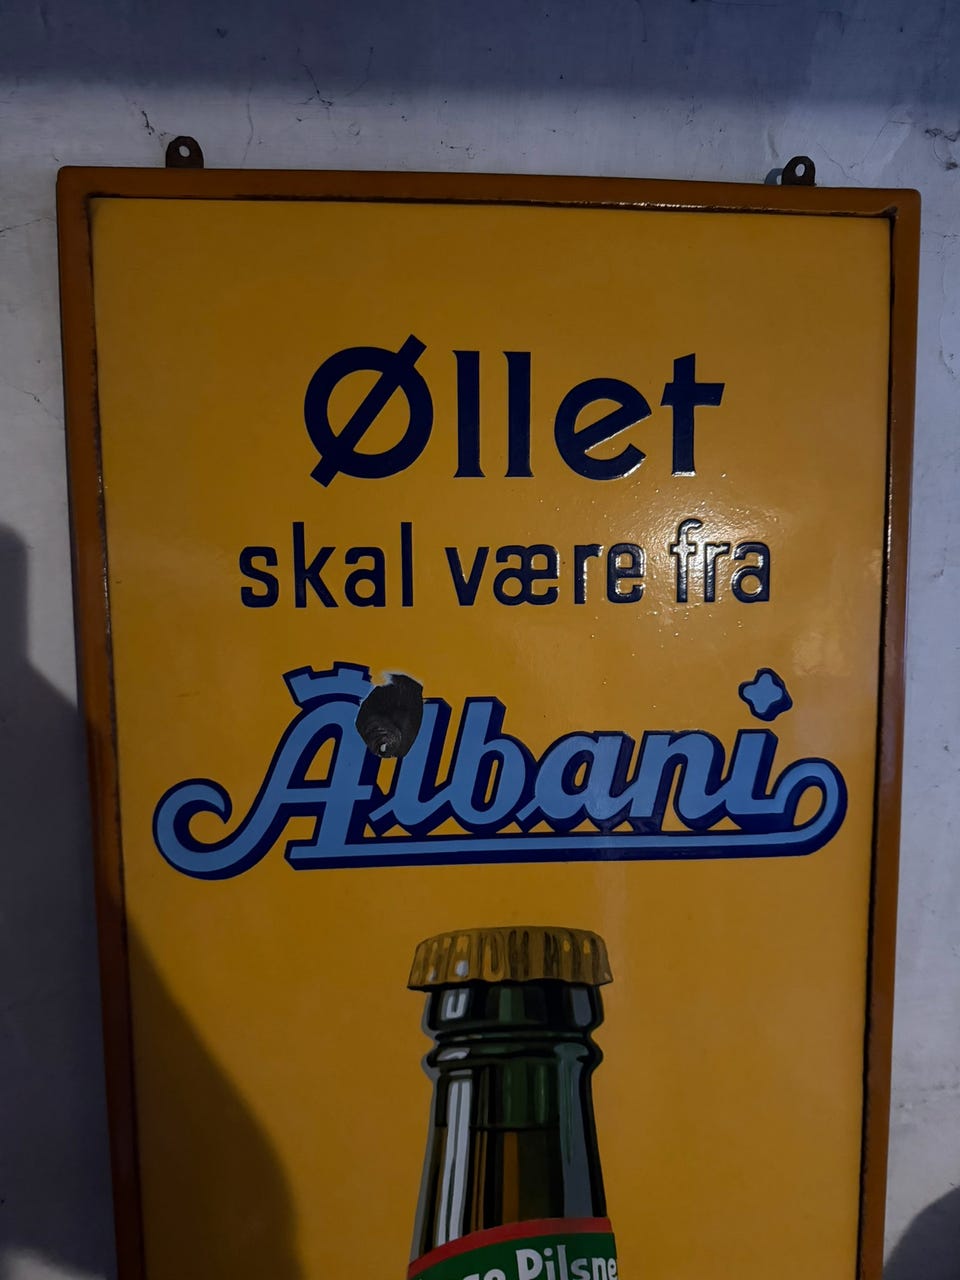 Øllet
skal være fra
Albani